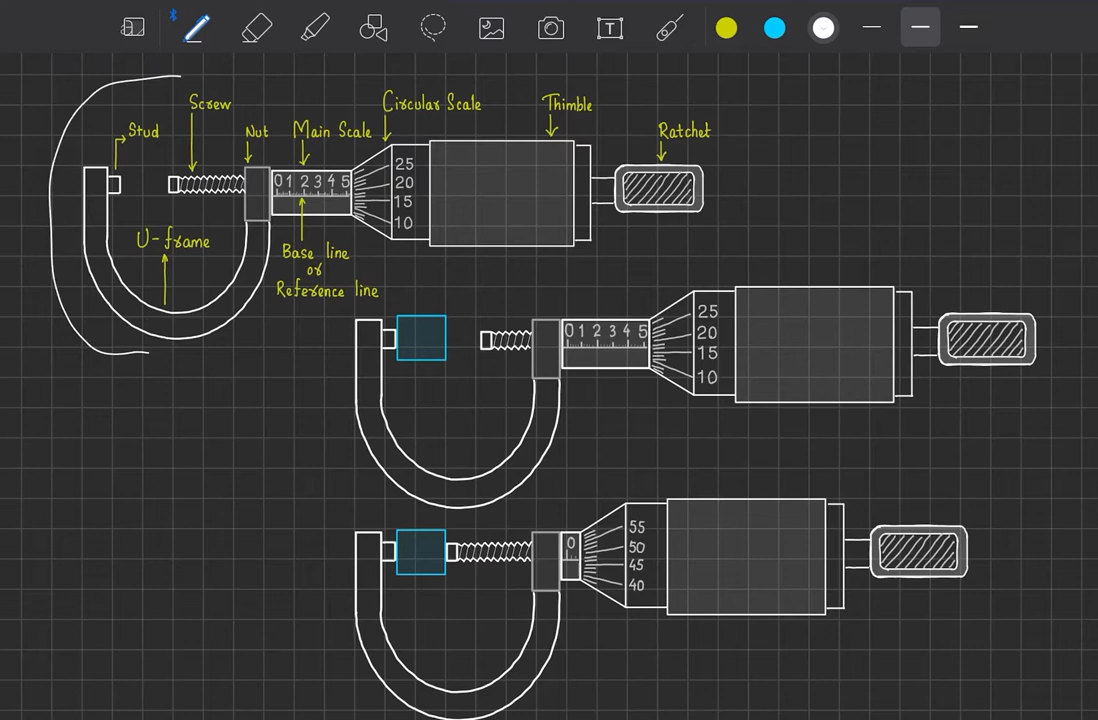 T
Screw
Circular Scale
Thimble
Stud
Nut
Main Scale
Ratchet
25
0 1 2 3 4 5
20
15
10
U-frame
Base line
or
Reference line
25
0 1 2 3 4 5
20
15
10
55
0
50
45
40